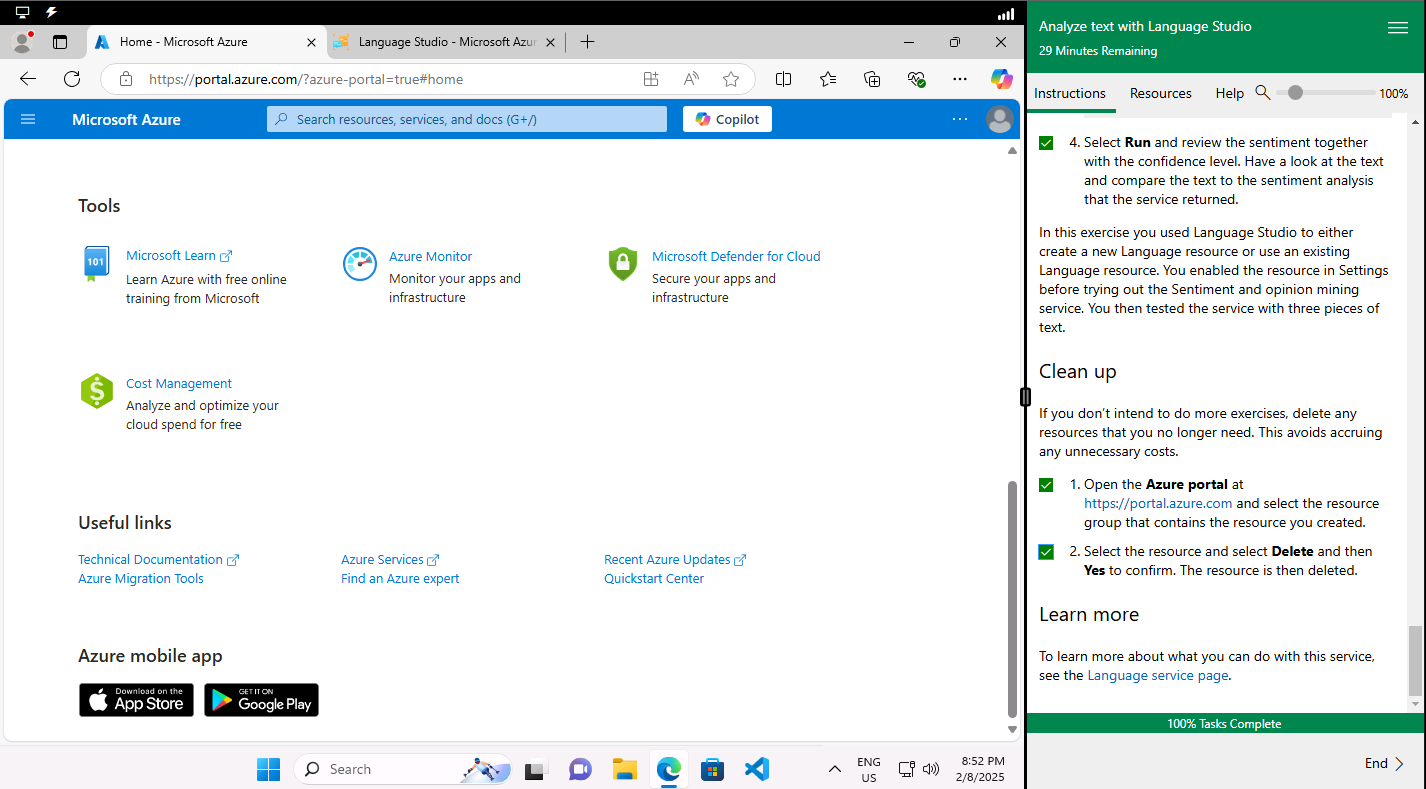 Home - Microsoft Azure
Language Studio - Microsoft Azur
https://portal.azure.com/?azure-portal=true#home
Microsoft Azure
Search resources, services, and docs (G+/)
Copilot
Tools
101
Microsoft Learn
Learn Azure with free online
training from Microsoft
Azure Monitor
Monitor your apps and
infrastructure
Microsoft Defender for Cloud
Secure your apps and
infrastructure
Cost Management
Analyze and optimize your
cloud spend for free
Useful links
Technical Documentation
Azure Services
Recent Azure Updates
Azure Migration Tools
Find an Azure expert
Quickstart Center
Azure mobile app
Download on the
App Store
GET IT ON
Google Play
Search
ENG
US
8:52 PM
2/8/2025
Analyze text with Language Studio
29 Minutes Remaining
Instructions
Resources
Help
100%
4. Select Run and review the sentiment together
with the confidence level. Have a look at the text
and compare the text to the sentiment analysis
that the service returned.
In this exercise you used Language Studio to either
create a new Language resource or use an existing
Language resource. You enabled the resource in Settings
before trying out the Sentiment and opinion mining
service. You then tested the service with three pieces of
text.
Clean up
If you don’t intend to do more exercises, delete any
resources that you no longer need. This avoids accruing
any unnecessary costs.
1. Open the Azure portal at
https://portal.azure.com and select the resource
group that contains the resource you created.
2. Select the resource and select Delete and then
Yes to confirm. The resource is then deleted.
Learn more
To learn more about what you can do with this service,
see the Language service page.
100% Tasks Complete
End